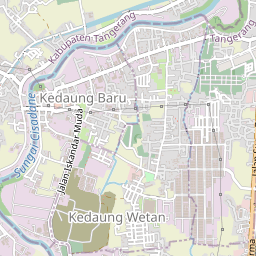 Kabupaten Tangerang
Tangerang
Kedaung Baru
Sungai Cisadane
Jalan Iskandar Muda
Kedaung Wetan